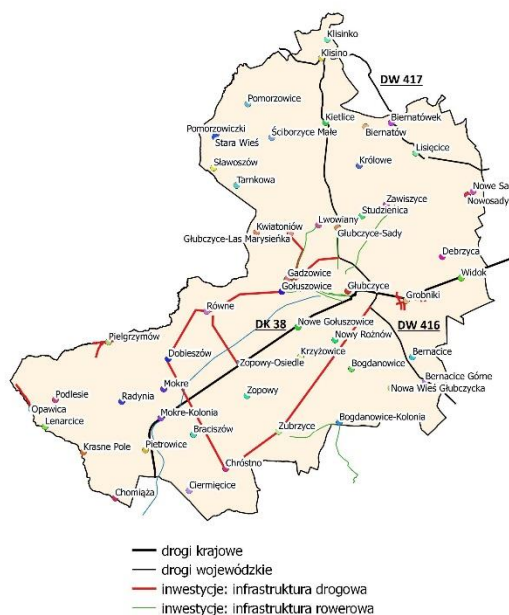 Klisinko
Klisino
DW 417
Pomorzowice
Kietlice
Biernatówek
Pomorzowiczki
Stara Wieś
Ściborzyce Małe
Biernatów
Lisięcice
Sławoszów
Królowe
Tarnkowa
Zawiszyce
Nowe Sa
Nowosady
Kwiatoniów
Lwowiany
Studzienica
Głubczyce-Las Marysieńka
Głubczyce-Sady
Debrzyca
Gadzowice
Widok
Gołuszowice
Głubczyce
Grobniki
Równe
DK 38
Nowe Gołuszowice
DW 416
Pielgrzymów
Nowy Rożnów
Dobieszów
Zopowy-Osiedle
Krzyżowice
Bernacice
Bogdanowice
Mokre
Bernacice Górne
Podlesie
Radynia
Zopowy
Nowa Wieś Głubczycka
Opawica
Mokre-Kolonia
Lenarcice
Braciszów
Zubrzyce
Bogdanowice-Kolonia
Krasne Pole
Pietrowice
Chróstno
Chomiąża
Ciermięcice
drogi krajowe
drogi wojewódzkie
inwestycje: infrastruktura drogowa
inwestycje: infrastruktura rowerowa